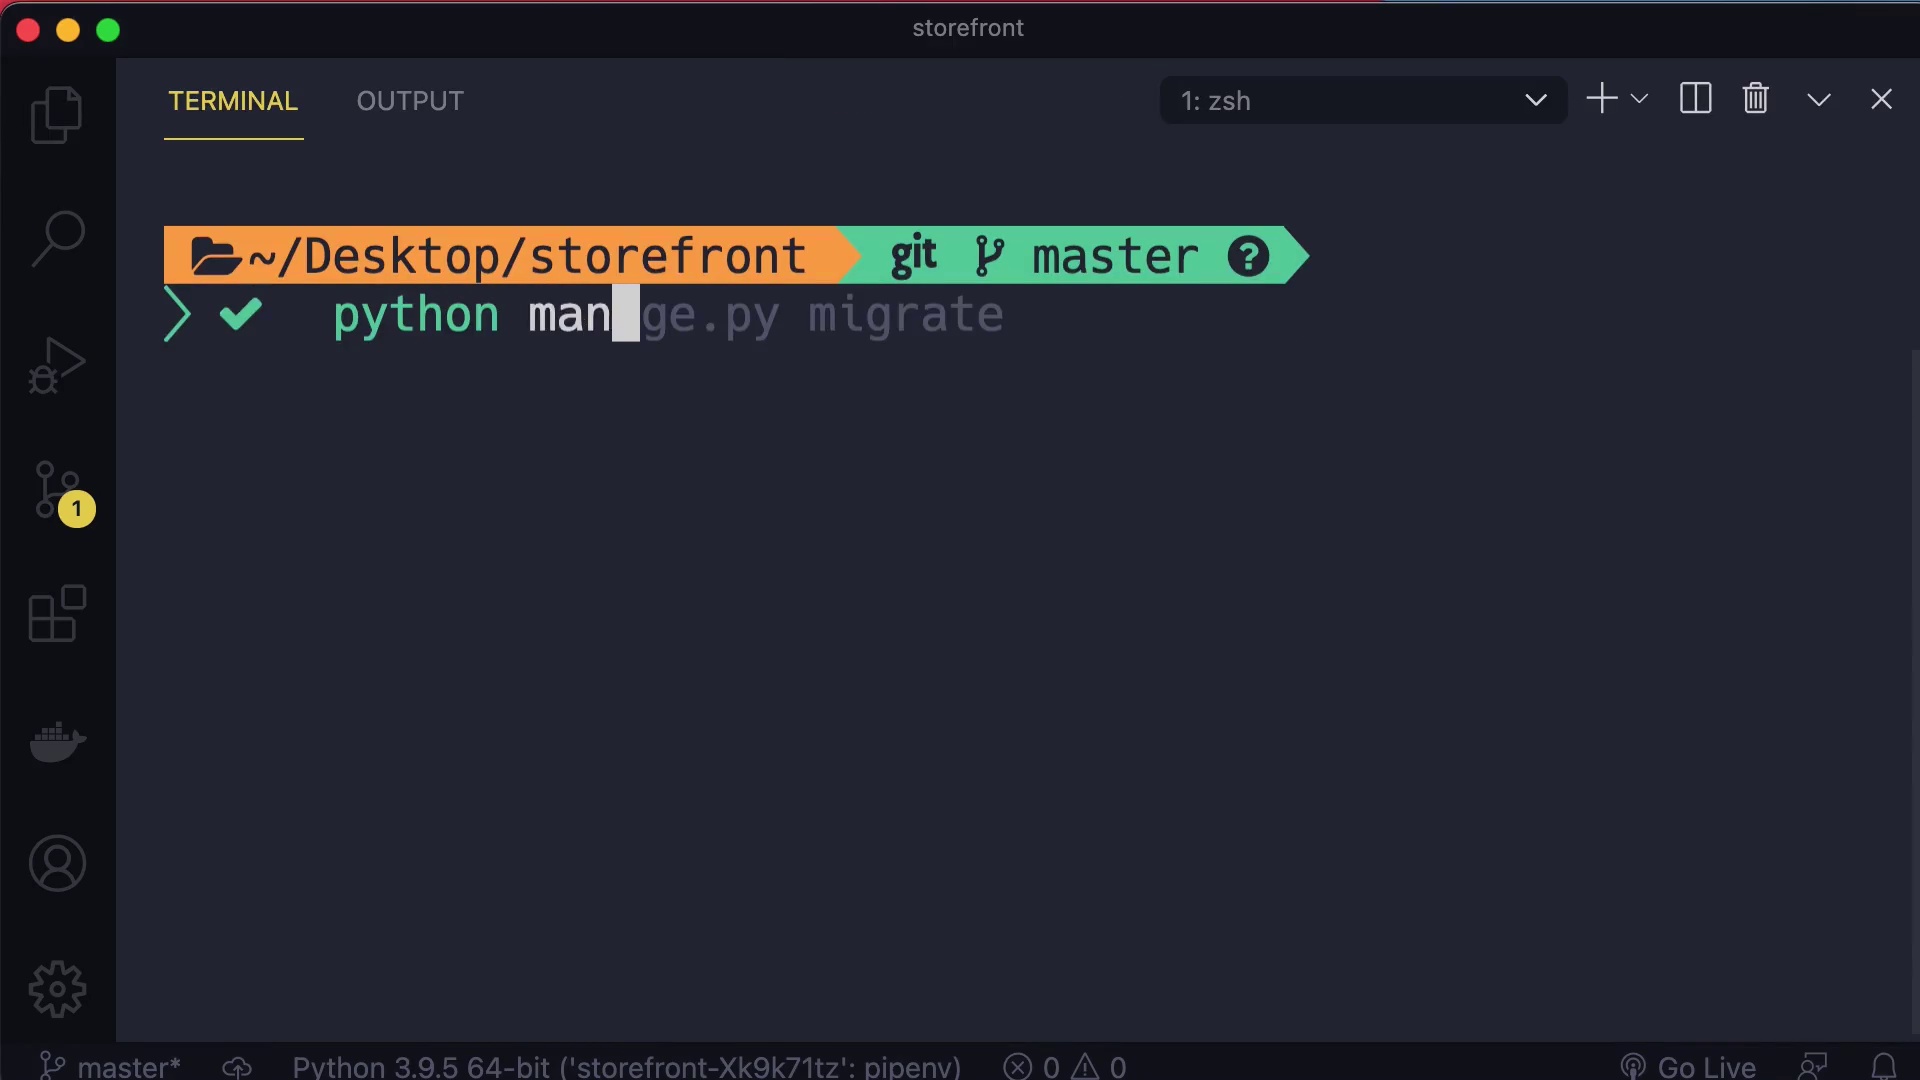 storefront
TERMINAL OUTPUT 1: zsh
~/Desktop/storefront git master ?
python manage.py migrate
1
master* Python 3.9.5 64-bit ('storefront-Xk9k71tz': pipenv) 0 0 Go Live